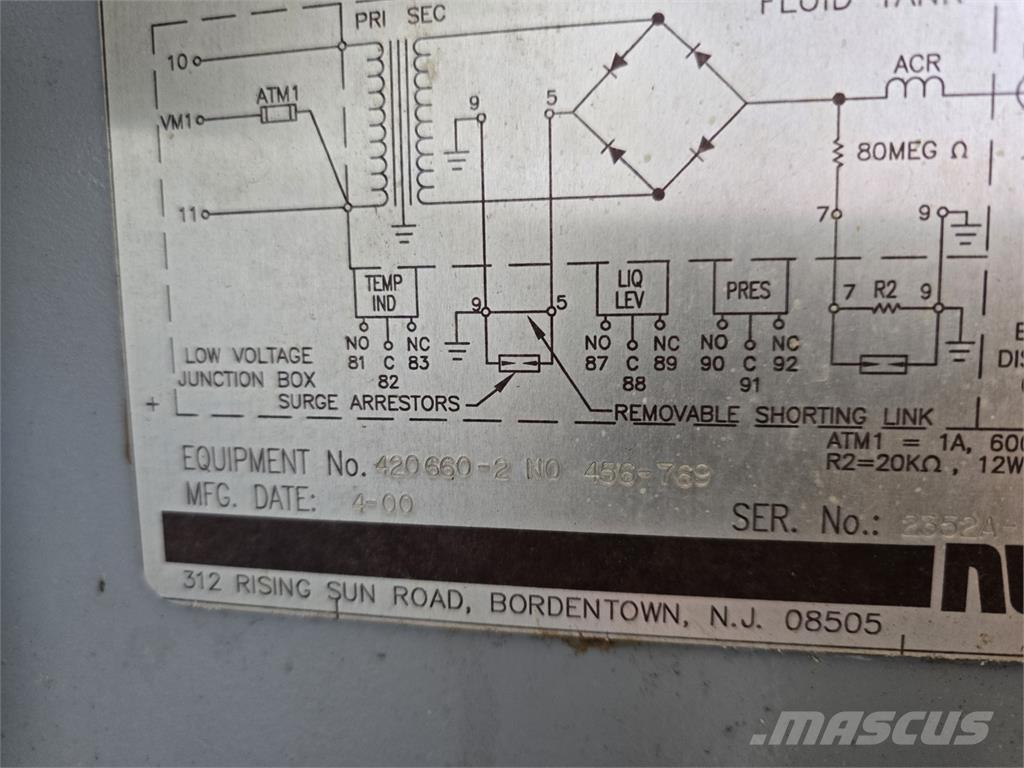 FLUID TANK
PRI SEC
10
ATM1
VM1
11
9
5
ACR
80MEG Ω
7
9
TEMP
IND
LIQ
LEV
PRES
7 R2 9
9 5
NO C NC
81 82 83
NO C NC
87 88 89
NO C NC
90 91 92
LOW VOLTAGE
JUNCTION BOX
SURGE ARRESTORS
REMOVABLE SHORTING LINK
DIS
ATM1 = 1A, 600
R2=20KΩ, 12W
EQUIPMENT No. 420660-2 NO 456-769
MFG. DATE: 4-00
SER. No.: 2352A-
312 RISING SUN ROAD, BORDENTOWN, N.J. 08505
MASCUS